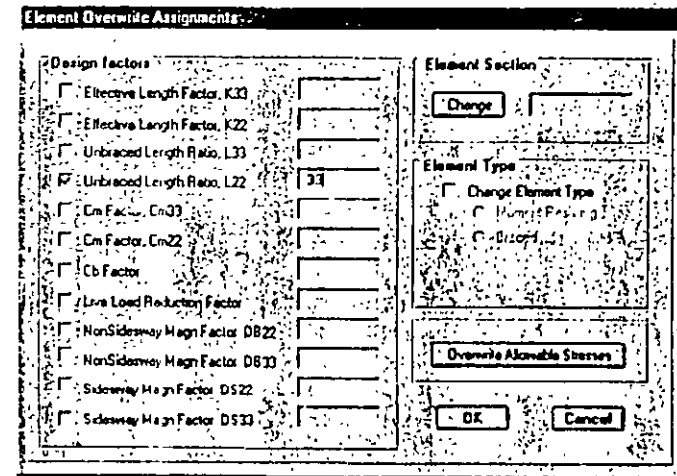 Element Overwrite Assignments
Design factors
Effective Length Factor, K33
Effective Length Factor, K22
Unbraced Length Ratio, L33
Unbraced Length Ratio, L22
Cm Factor, Cm33
Cm Factor, Cm22
Cb Factor
Live Load Reduction Factor
NonSidesway Magn Factor DB22
NonSidesway Magn Factor DB33
Sidesway Magn Factor DS22
Sidesway Magn Factor DS33
Element Section
Change
Element Type
Change Element Type
Overwrite Allowable Stresses
OK
Cancel